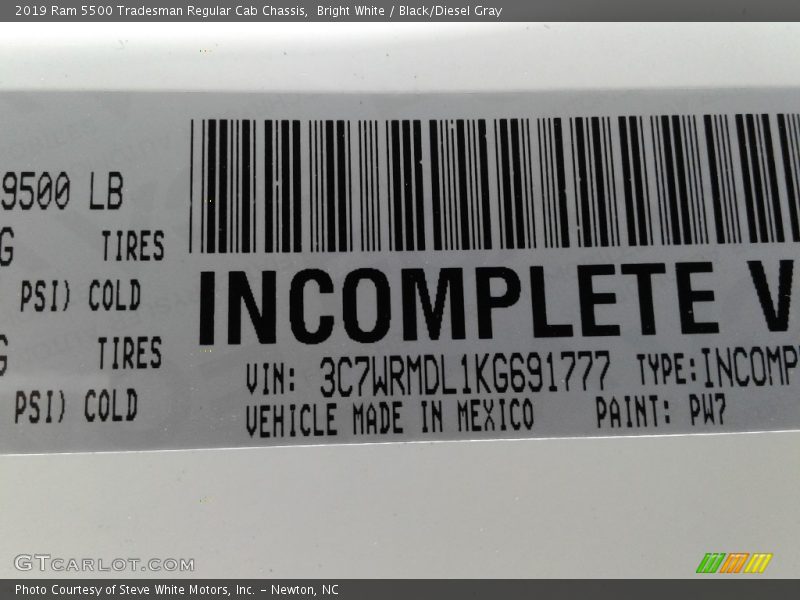 2019 Ram 5500 Tradesman Regular Cab Chassis, Bright White / Black/Diesel Gray
9500 LB
G TIRES
PSI) COLD
G TIRES
PSI) COLD
INCOMPLETE V
VIN: 3C7WRMDL1KG691777 TYPE:INCOMP
VEHICLE MADE IN MEXICO PAINT: PW7
GTCARLOT.COM
Photo Courtesy of Steve White Motors, Inc. - Newton, NC